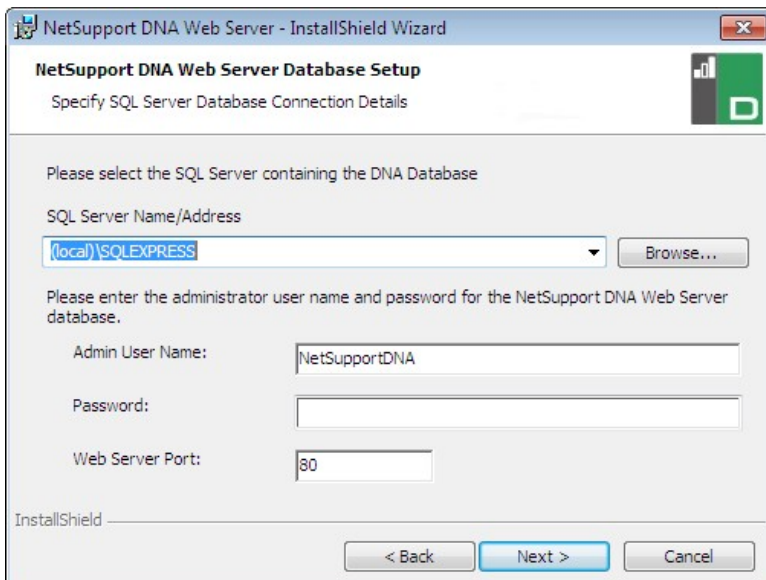 NetSupport DNA Web Server - InstallShield Wizard
NetSupport DNA Web Server Database Setup
Specify SQL Server Database Connection Details
D
Please select the SQL Server containing the DNA Database
SQL Server Name/Address
(local)\SQLEXPRESS
Browse...
Please enter the administrator user name and password for the NetSupport DNA Web Server
database.
Admin User Name:
NetSupportDNA
Password:
Web Server Port:
80
InstallShield
< Back
Next >
Cancel